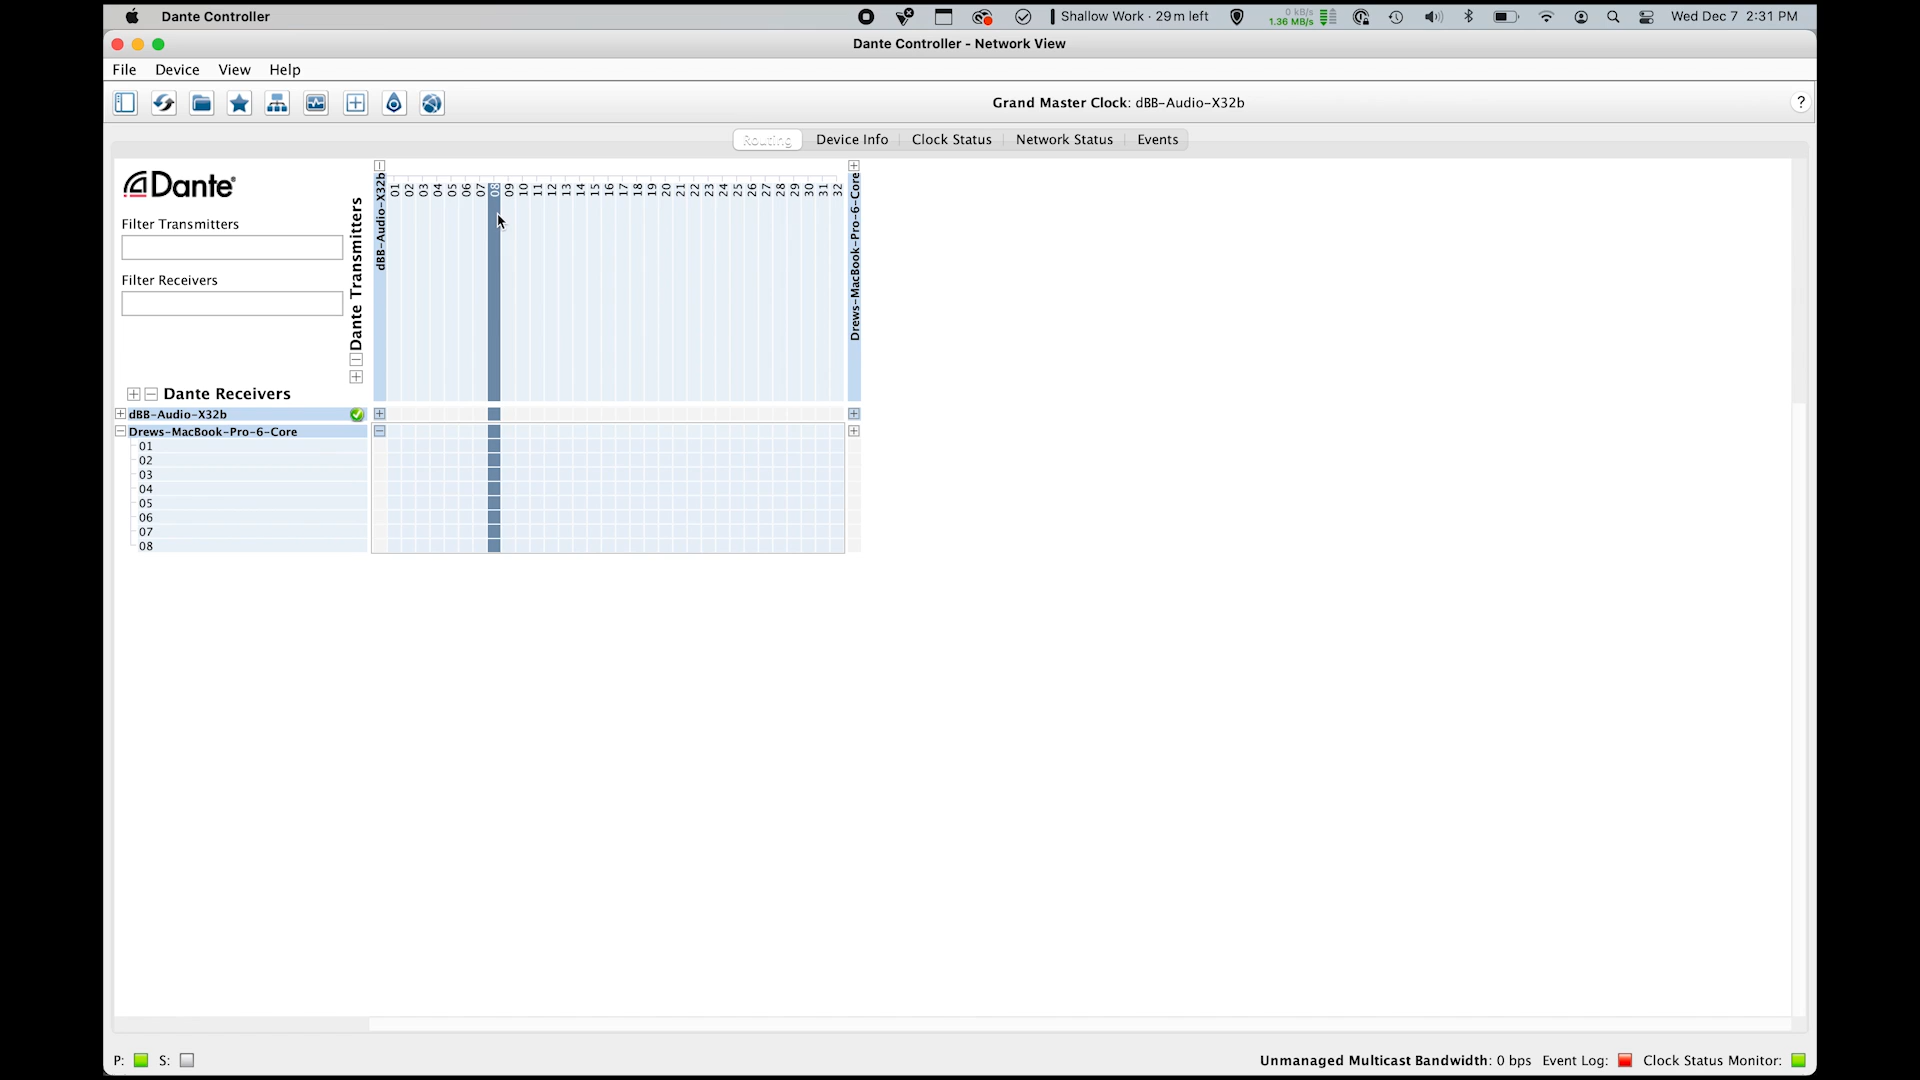 Dante Controller
Shallow Work · 29 m left
0 kB/s
1.36 MB/s
Wed Dec 7 2:31 PM
Dante Controller - Network View
File Device View Help
Grand Master Clock: dBB-Audio-X32b
?
Routing Device Info Clock Status Network Status Events
Dante
Filter Transmitters
Filter Receivers
Dante Transmitters
dBB-Audio-X32b
01 02 03 04 05 06 07 08 09 10 11 12 13 14 15 16 17 18 19 20 21 22 23 24 25 26 27 28 29 30 31 32
Drews-MacBook-Pro-6-Core
Dante Receivers
dBB-Audio-X32b
Drews-MacBook-Pro-6-Core
01
02
03
04
05
06
07
08
P: S:
Unmanaged Multicast Bandwidth: 0 bps Event Log: Clock Status Monitor: